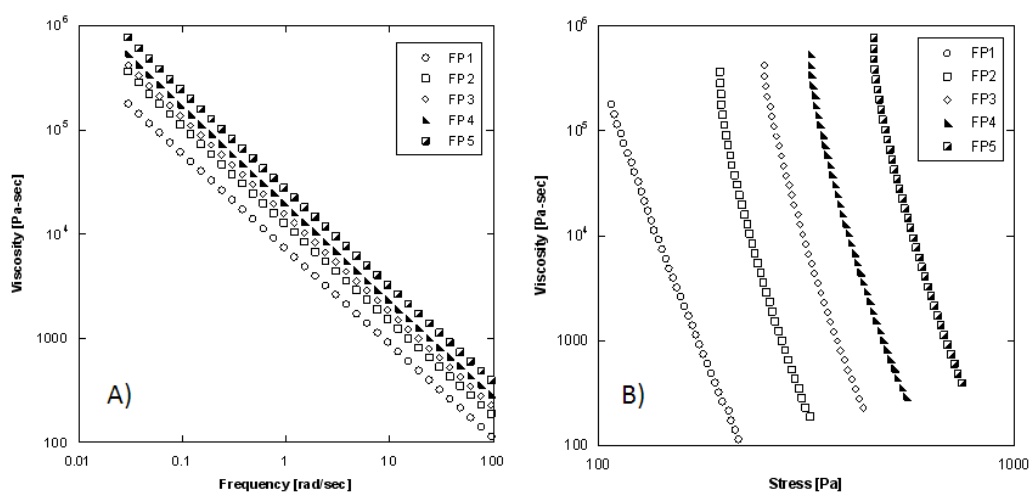 10⁶
10⁵
10⁴
1000
100
0.01
0.1
1
10
100
Viscosity [Pa-sec]
Frequency [rad/sec]
FP1
FP2
FP3
FP4
FP5
A)
10⁶
10⁵
10⁴
1000
100
100
1000
Viscosity [Pa-sec]
Stress [Pa]
FP1
FP2
FP3
FP4
FP5
B)